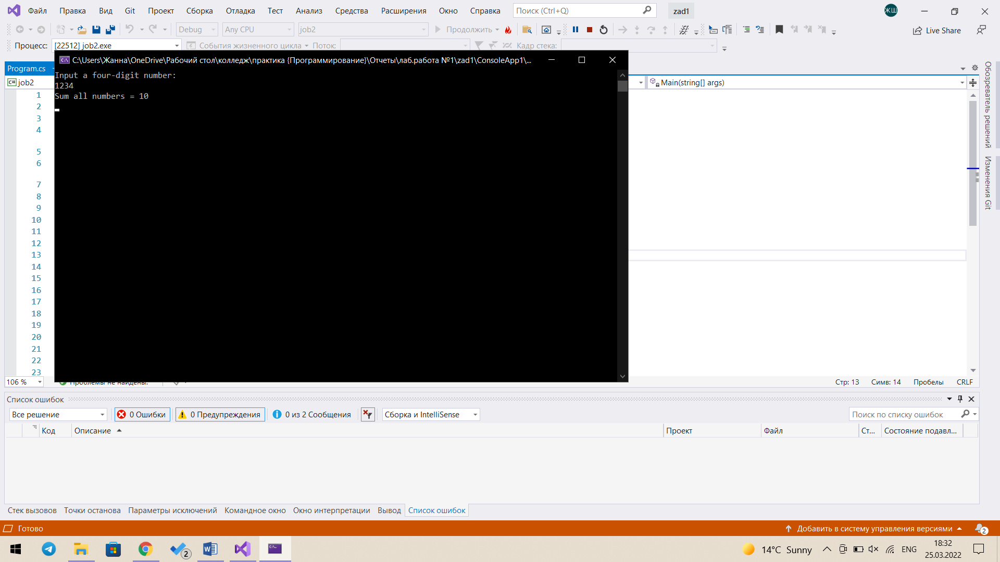 Файл Правка Вид Git Проект Сборка Отладка Тест Анализ Средства Расширения Окно Справка Поиск (Ctrl+Q) zad1 ЖШ
Debug Any CPU job2 Продолжить Live Share
Процесс: [22512] job2.exe События жизненного цикла Поток: Кадр стека:
C:\Users\Жанна\OneDrive\Рабочий стол\колледж\практика {Программирование}\Отчеты\лаб.работа №1\zad1\ConsoleApp1\...
Program.cs
Input a four-digit number:
job2 Main(string[] args)
1234
Sum all numbers = 10
1
2
3
4
5
6
7
8
9
10
11
12
13
14
15
16
17
18
19
20
21
22
23
Обозреватель решений
Изменения Git
106 % Проблемы не найдены. Стр: 13 Симв: 14 Пробелы CRLF
Список ошибок
Все решение 0 Ошибки 0 Предупреждения 0 из 2 Сообщения Сборка и IntelliSense Поиск по списку ошибок
Код Описание Проект Файл Ст... Состояние подавл...
Стек вызовов Точки останова Параметры исключений Командное окно Окно интерпретации Вывод Список ошибок
Готово Добавить в систему управления версиями 2
2 14°C Sunny ENG 18:32
25.03.2022